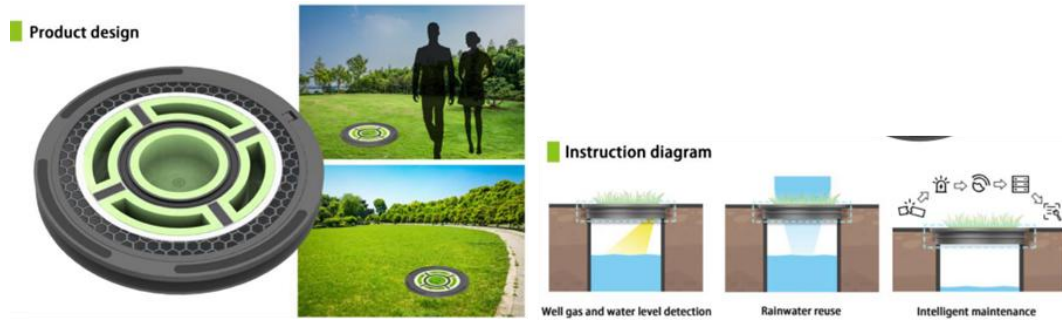 Product design
Instruction diagram
Well gas and water level detection
Rainwater reuse
Intelligent maintenance